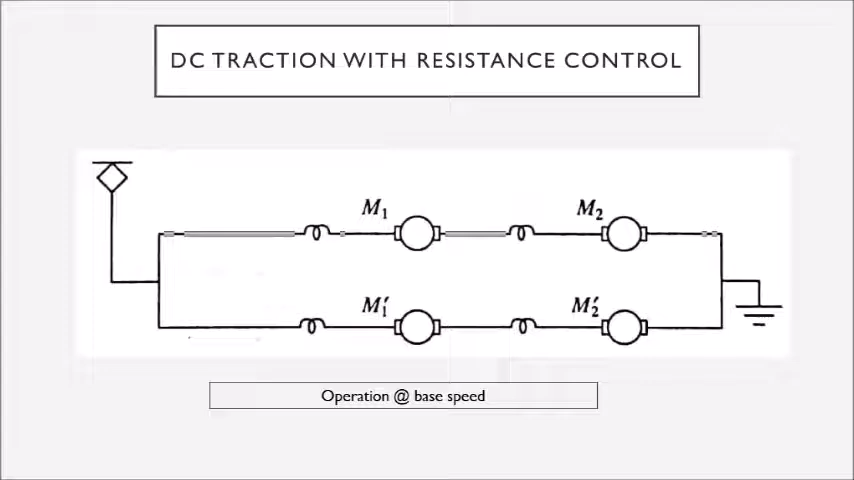 DC TRACTION WITH RESISTANCE CONTROL
M₁
M₂
M₁′
M₂′
Operation @ base speed